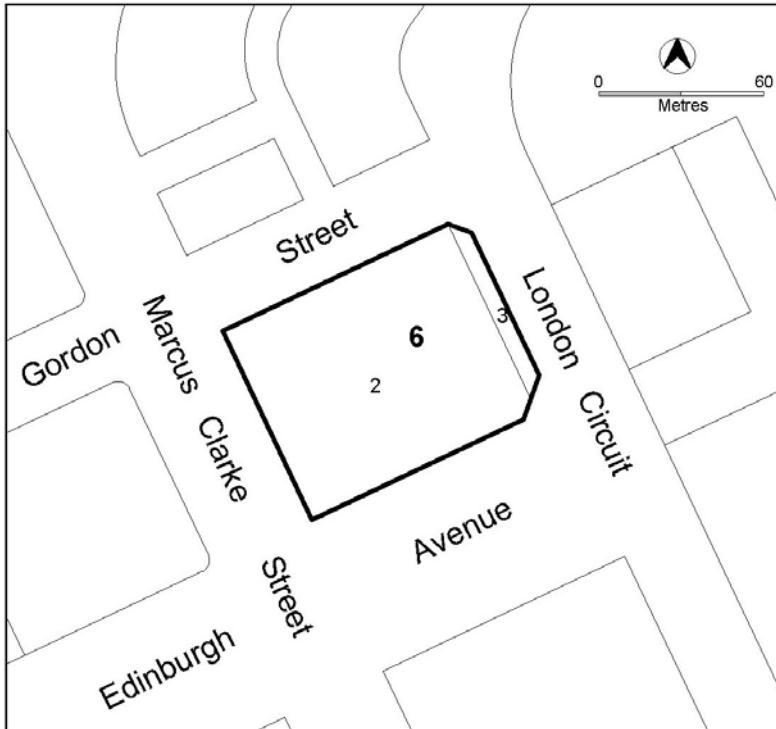 0 60
Metres
Gordon Street
London Circuit
3
6
2
Marcus Clarke Street
Edinburgh Avenue